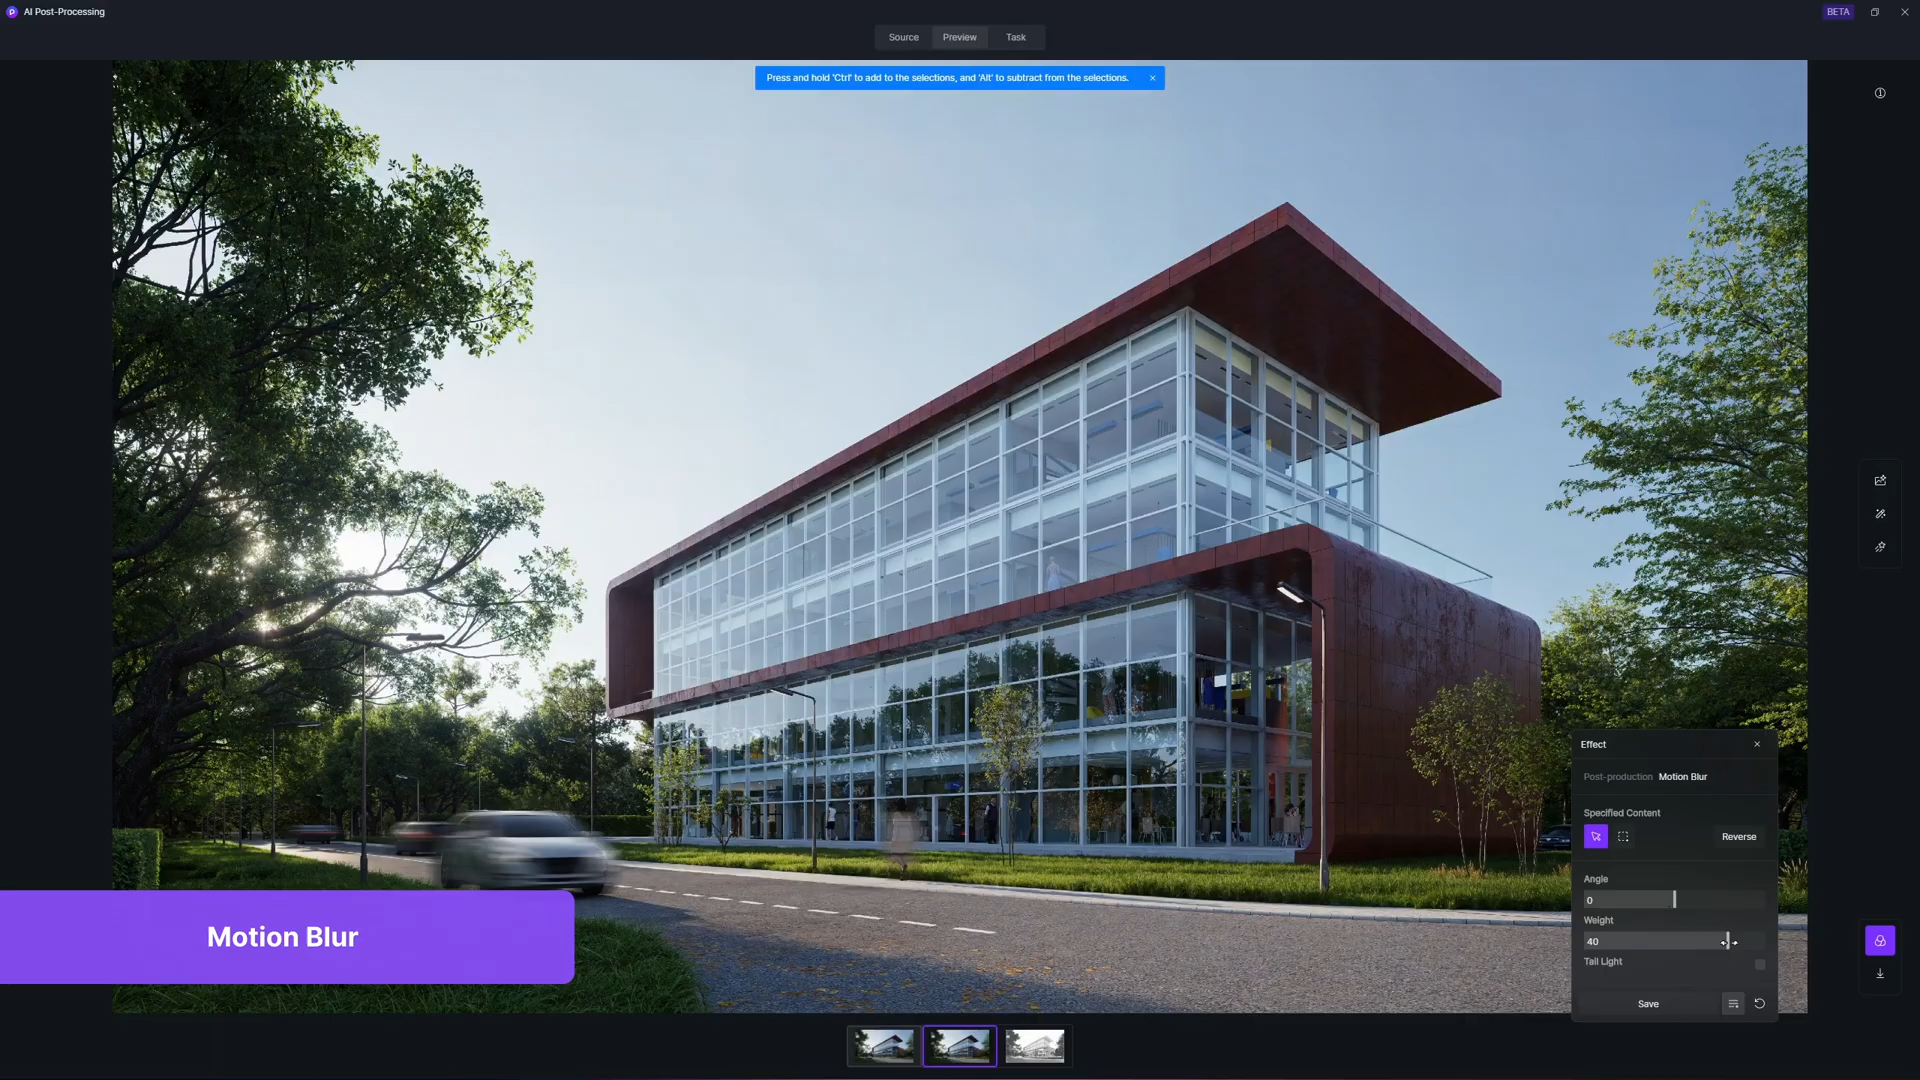 AI Post-Processing
BETA
Source Preview Task
Press and hold 'Ctrl' to add to the selections, and 'Alt' to subtract from the selections.
Effect
Post-production Motion Blur
Specified Content
Reverse
Angle
0
Weight
40
Tail Light
Save
Motion Blur